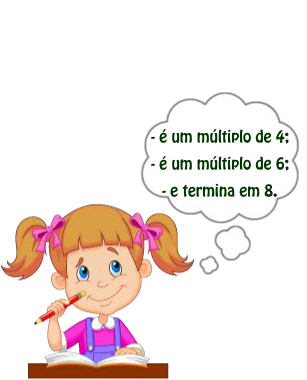 - é um múltiplo de 4;
- é um múltiplo de 6;
- e termina em 8.